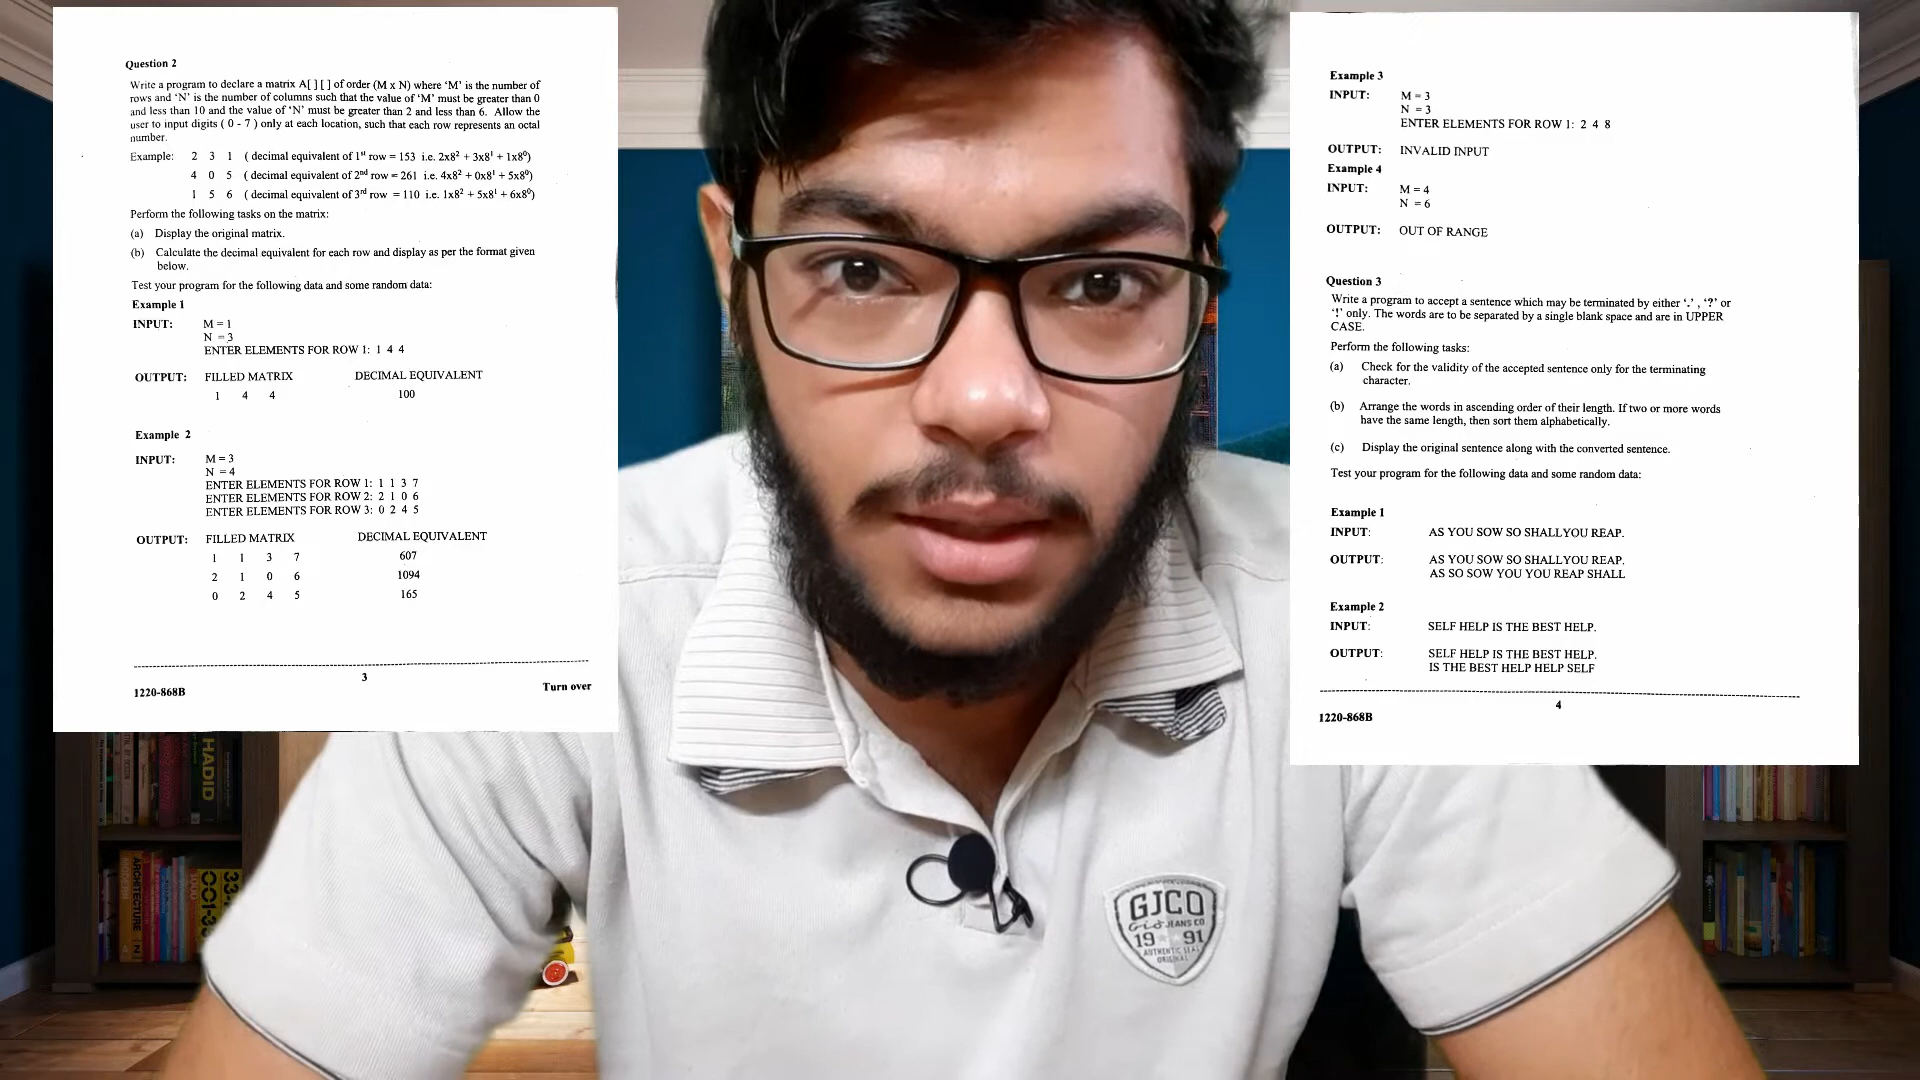 Question 2
Write a program to declare a matrix A[ ] [ ] of order (M x N) where ‘M’ is the number of
rows and ‘N’ is the number of columns such that the value of ‘M’ must be greater than 0
and less than 10 and the value of ‘N’ must be greater than 2 and less than 6. Allow the
user to input digits ( 0 - 7 ) only at each location, such that each row represents an octal
number.
Example: 2 3 1 ( decimal equivalent of 1st row = 153 i.e. 2x8² + 3x8¹ + 1x8⁰)
4 0 5 ( decimal equivalent of 2nd row = 261 i.e. 4x8² + 0x8¹ + 5x8⁰)
1 5 6 ( decimal equivalent of 3rd row = 110 i.e. 1x8² + 5x8¹ + 6x8⁰)
Perform the following tasks on the matrix:
(a) Display the original matrix.
(b) Calculate the decimal equivalent for each row and display as per the format given
below.
Test your program for the following data and some random data:
Example 1
INPUT: M = 1
N = 3
ENTER ELEMENTS FOR ROW 1: 1 4 4
OUTPUT: FILLED MATRIX DECIMAL EQUIVALENT
1 4 4 100
Example 2
INPUT: M = 3
N = 4
ENTER ELEMENTS FOR ROW 1: 1 1 3 7
ENTER ELEMENTS FOR ROW 2: 2 1 0 6
ENTER ELEMENTS FOR ROW 3: 0 2 4 5
OUTPUT: FILLED MATRIX DECIMAL EQUIVALENT
1 1 3 7 607
2 1 0 6 1094
0 2 4 5 165
3
1220-868B Turn over
Example 3
INPUT: M = 3
N = 3
ENTER ELEMENTS FOR ROW 1: 2 4 8
OUTPUT: INVALID INPUT
Example 4
INPUT: M = 4
N = 6
OUTPUT: OUT OF RANGE
Question 3
Write a program to accept a sentence which may be terminated by either ‘.’ , ‘?’ or
‘!’ only. The words are to be separated by a single blank space and are in UPPER
CASE.
Perform the following tasks:
(a) Check for the validity of the accepted sentence only for the terminating
character.
(b) Arrange the words in ascending order of their length. If two or more words
have the same length, then sort them alphabetically.
(c) Display the original sentence along with the converted sentence.
Test your program for the following data and some random data:
Example 1
INPUT: AS YOU SOW SO SHALL YOU REAP.
OUTPUT: AS YOU SOW SO SHALL YOU REAP.
AS SO SOW YOU YOU REAP SHALL
Example 2
INPUT: SELF HELP IS THE BEST HELP.
OUTPUT: SELF HELP IS THE BEST HELP.
IS THE BEST HELP HELP SELF
4
1220-868B
HADID
ARCHITECTURE
GJCO
Gio JEANS CO
19 91
AUTHENTIC SEAL
ORIGINAL